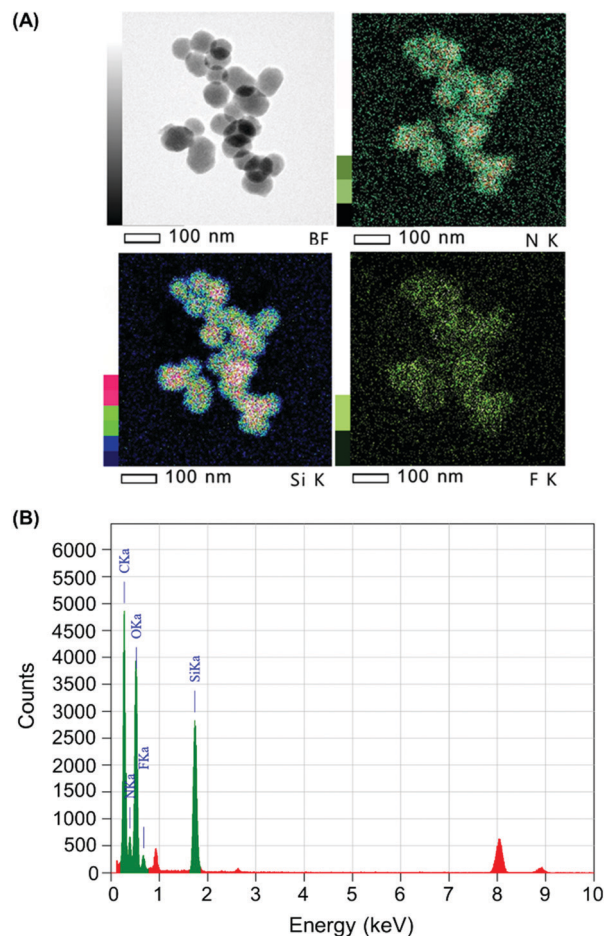 (A)
100 nm BF
100 nm N K
100 nm Si K
100 nm F K
(B)
6000
5500
5000
4500
4000
3500
3000
2500
2000
1500
1000
500
0
Counts
CKa
OKa
SiKa
NKa
FKa
0 1 2 3 4 5 6 7 8 9 10
Energy (keV)